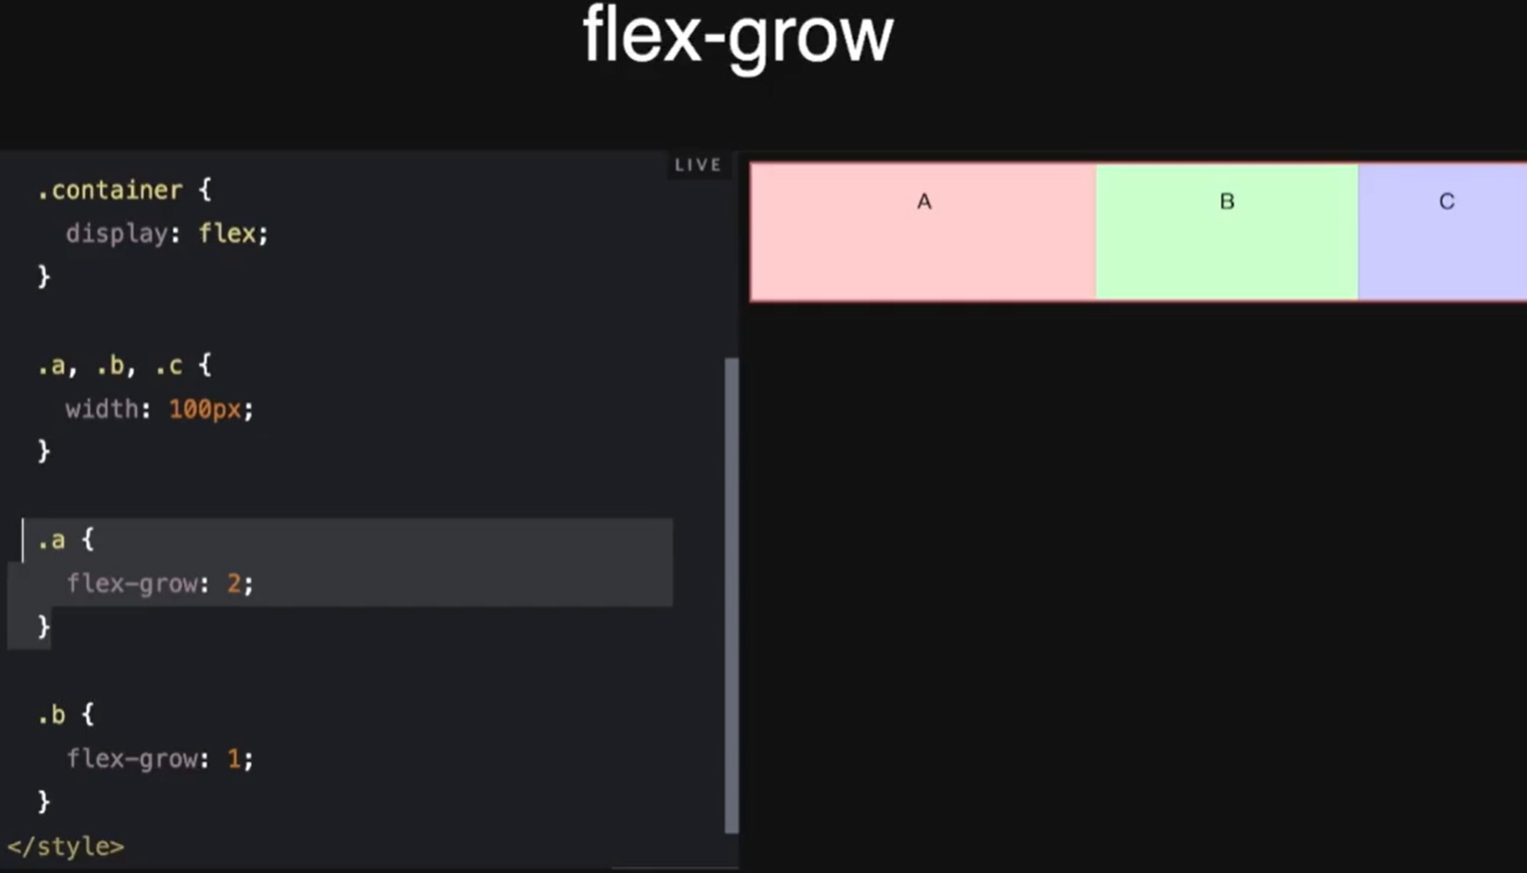 flex-grow
LIVE
.container {
display: flex;
}
.a, .b, .c {
width: 100px;
}
.a {
flex-grow: 2;
}
.b {
flex-grow: 1;
}
</style>
A B C